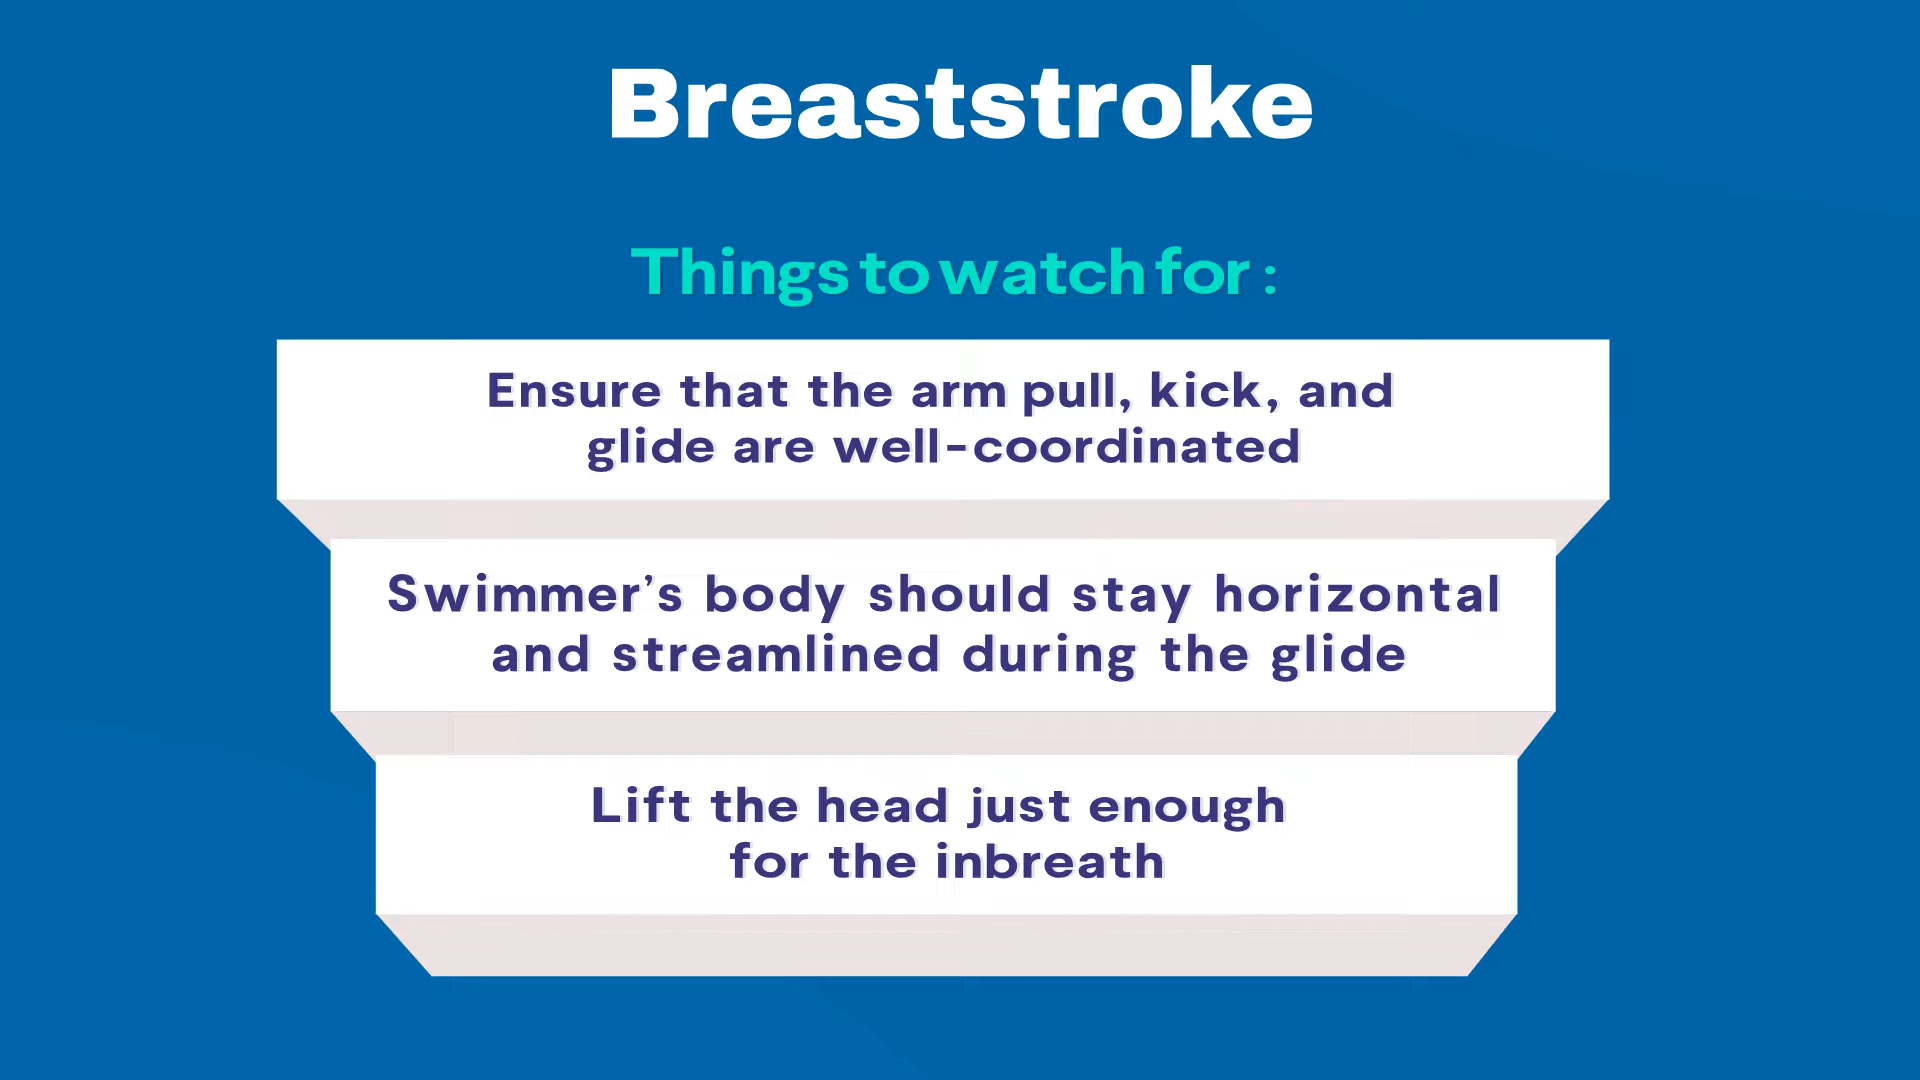 Breaststroke
Things to watch for :
Ensure that the arm pull, kick, and
glide are well-coordinated
Swimmer’s body should stay horizontal
and streamlined during the glide
Lift the head just enough
for the inbreath